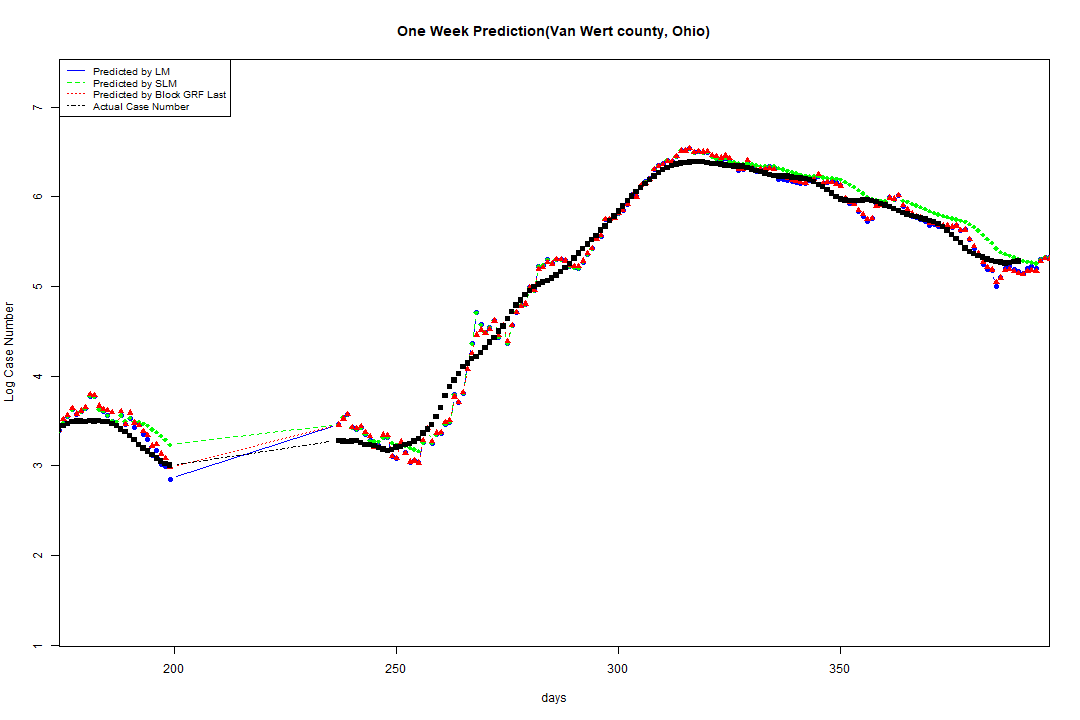 One Week Prediction(Van Wert county, Ohio)
Predicted by LM
Predicted by SLM
Predicted by Block GRF Last
Actual Case Number
Log Case Number
7
6
5
4
3
2
1
200 250 300 350
days